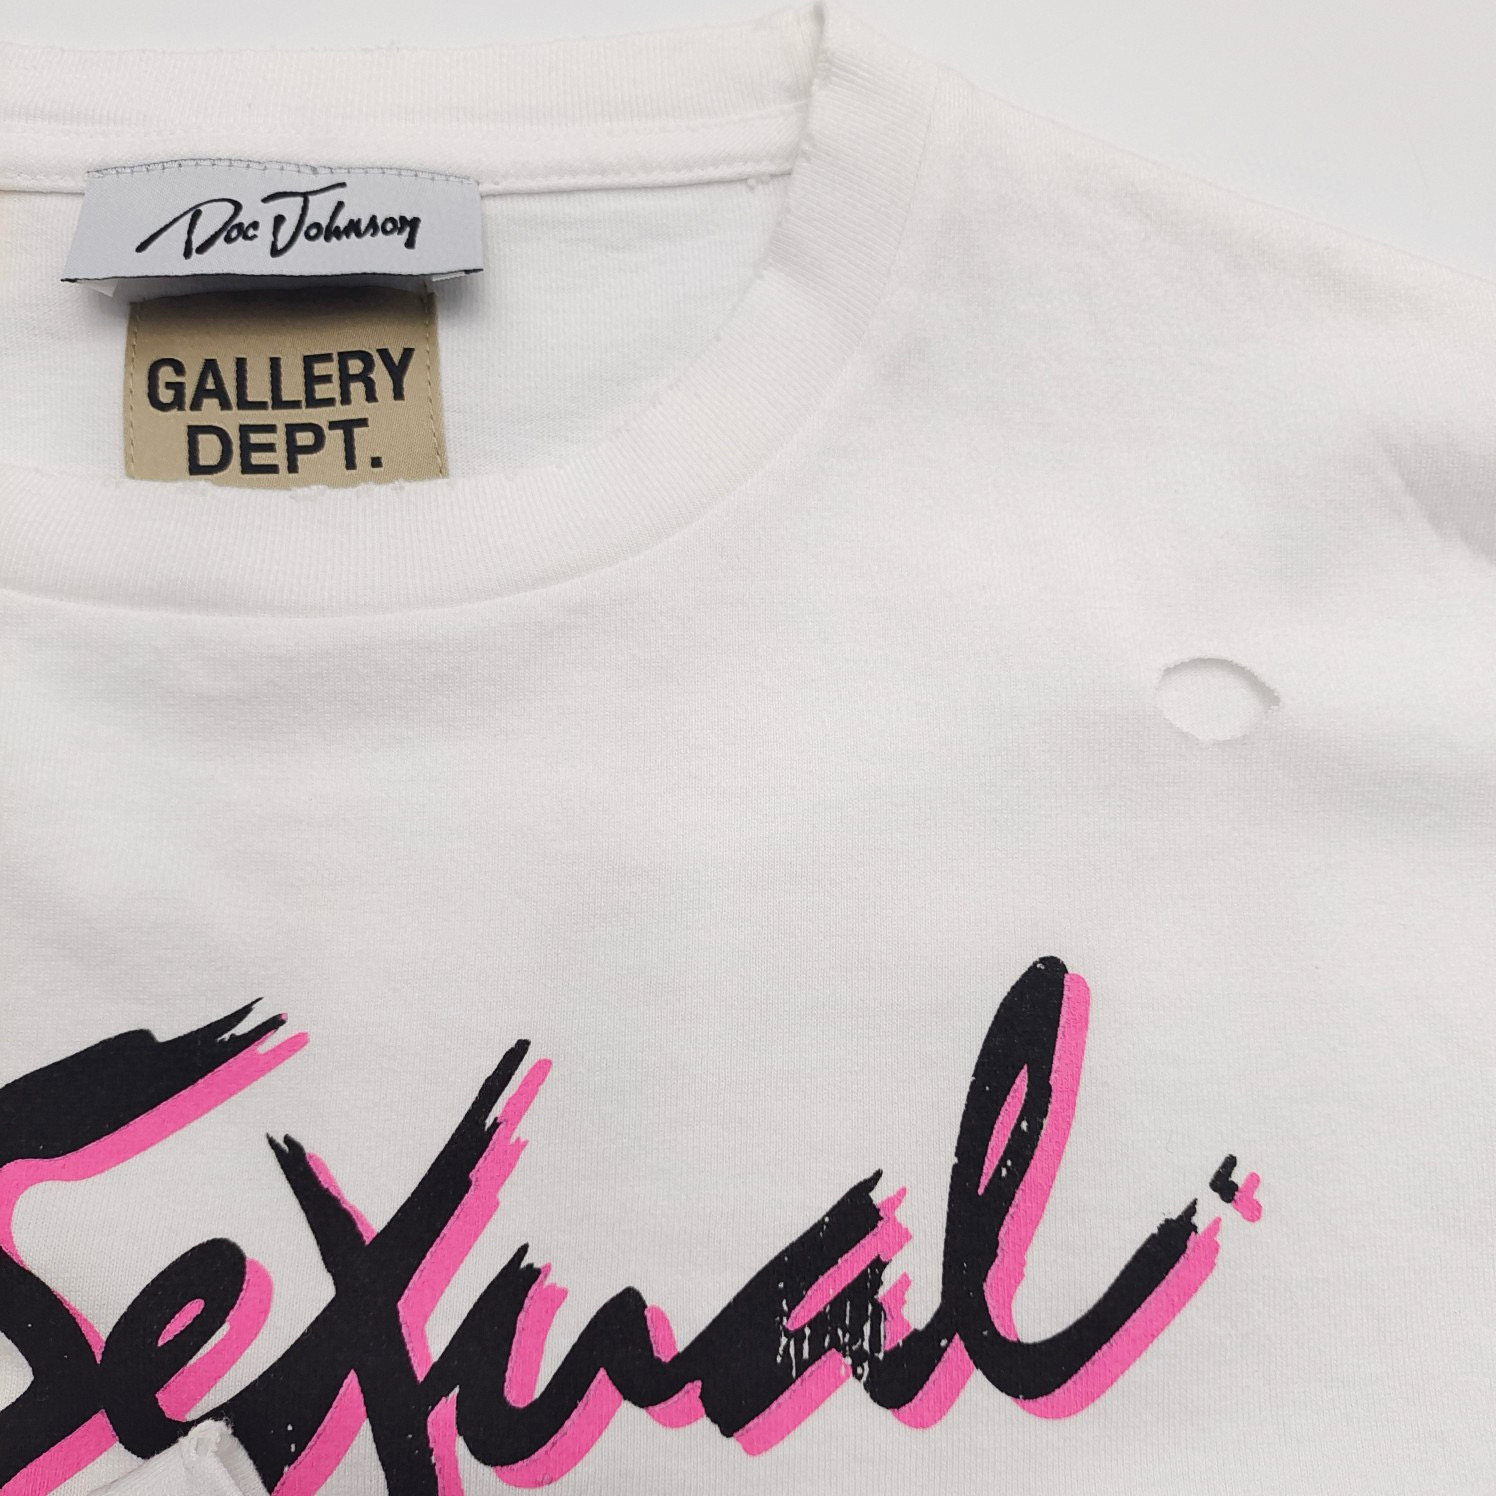 Doc Johnson
GALLERY
DEPT.
Sexual